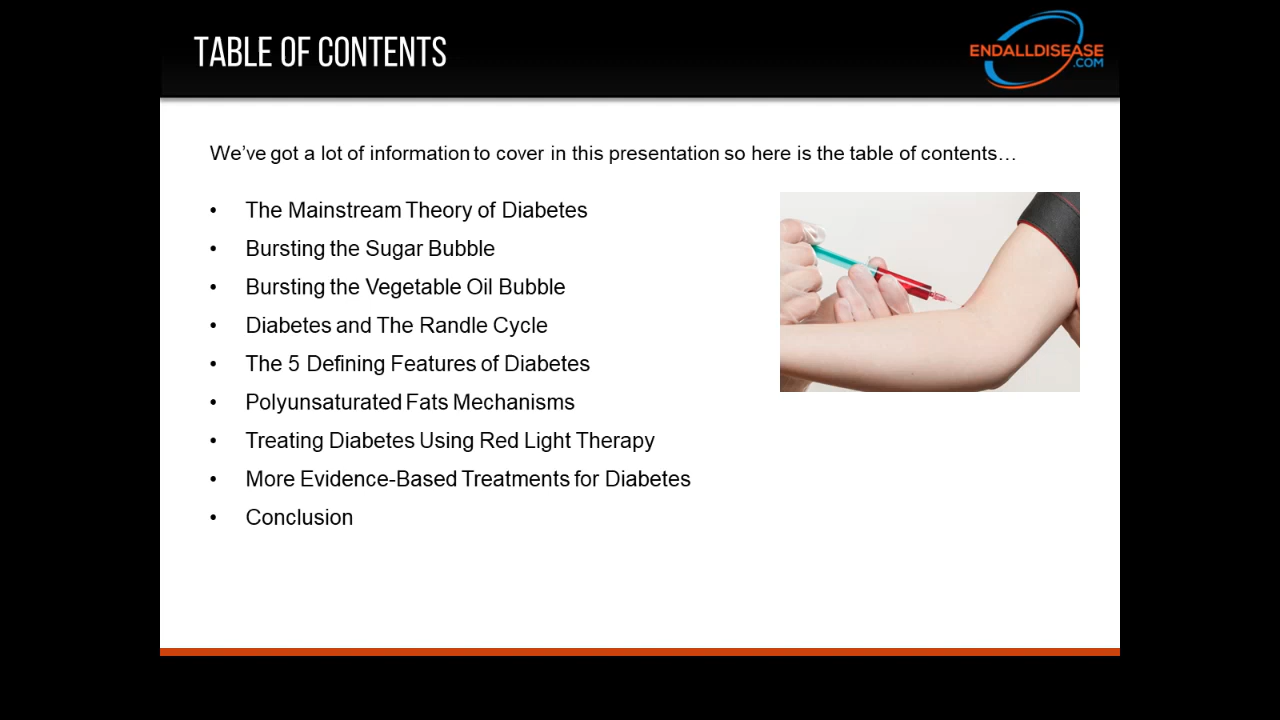 TABLE OF CONTENTS
ENDALLDISEASE
.COM
We've got a lot of information to cover in this presentation so here is the table of contents…
• The Mainstream Theory of Diabetes
• Bursting the Sugar Bubble
• Bursting the Vegetable Oil Bubble
• Diabetes and The Randle Cycle
• The 5 Defining Features of Diabetes
• Polyunsaturated Fats Mechanisms
• Treating Diabetes Using Red Light Therapy
• More Evidence-Based Treatments for Diabetes
• Conclusion